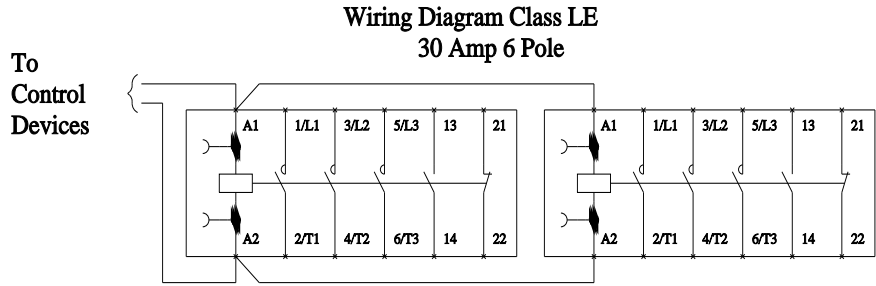 Wiring Diagram Class LE
30 Amp 6 Pole
To
Control
Devices
A1 1/L1 3/L2 5/L3 13 21
A2 2/T1 4/T2 6/T3 14 22
A1 1/L1 3/L2 5/L3 13 21
A2 2/T1 4/T2 6/T3 14 22